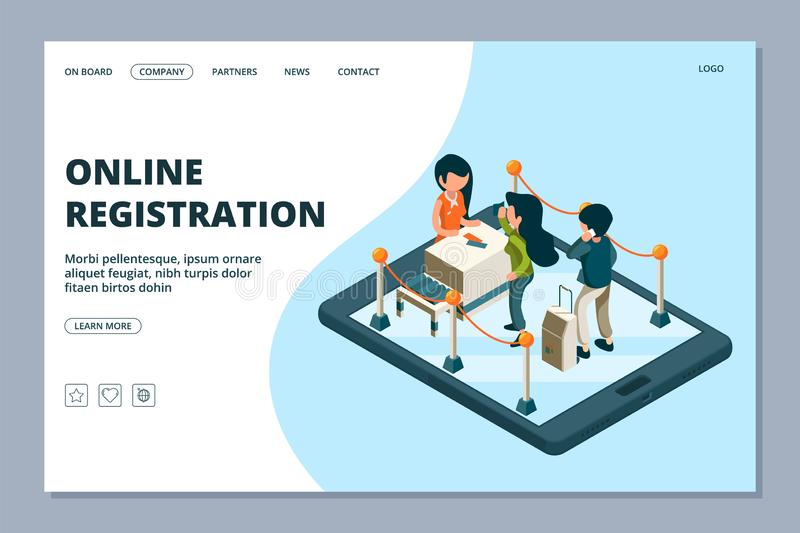 ON BOARD COMPANY PARTNERS NEWS CONTACT LOGO
ONLINE
REGISTRATION
Morbi pellentesque, ipsum ornare
aliquet feugiat, nibh turpis dolor
fitaen birtos dohin
LEARN MORE
dreamstime